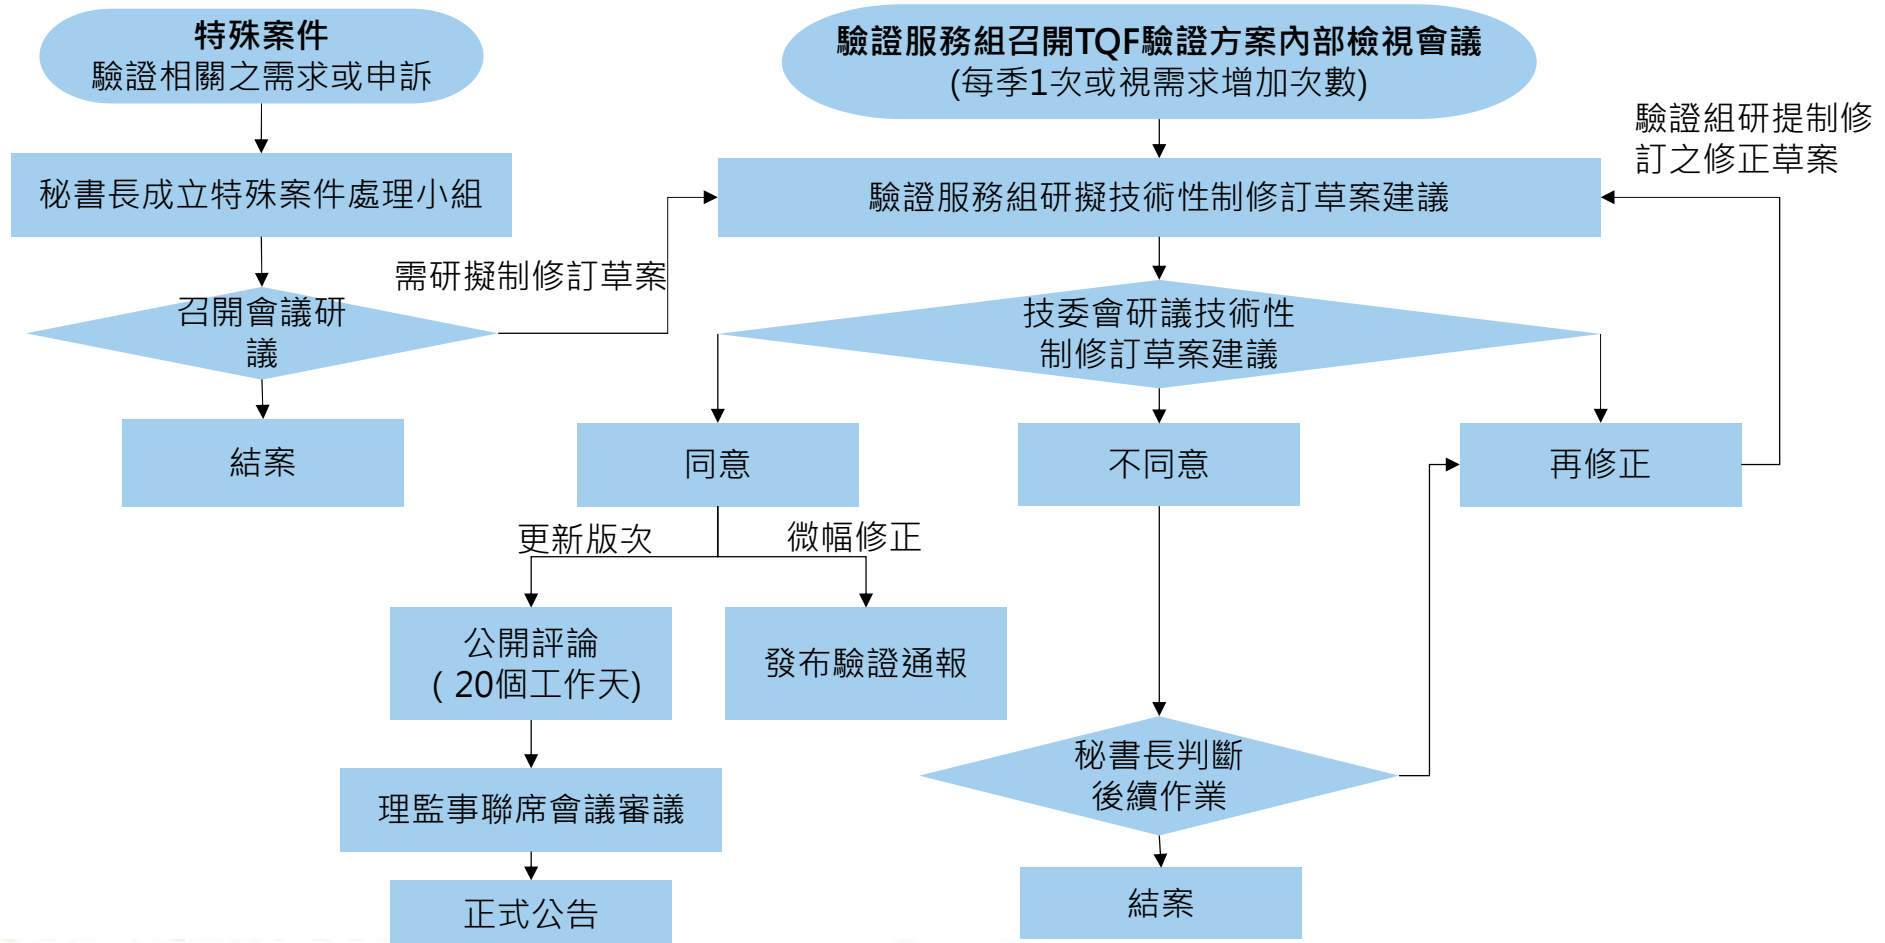 特殊案件
驗證相關之需求或申訴
秘書長成立特殊案件處理小組
召開會議研
議
需研擬制修訂草案
結案
驗證服務組召開TQF驗證方案內部檢視會議
(每季1次或視需求增加次數)
驗證組研提制修
訂之修正草案
驗證服務組研擬技術性制修訂草案建議
技委會研議技術性
制修訂草案建議
同意
不同意
再修正
更新版次
微幅修正
公開評論
( 20個工作天)
發布驗證通報
理監事聯席會議審議
正式公告
秘書長判斷
後續作業
結案